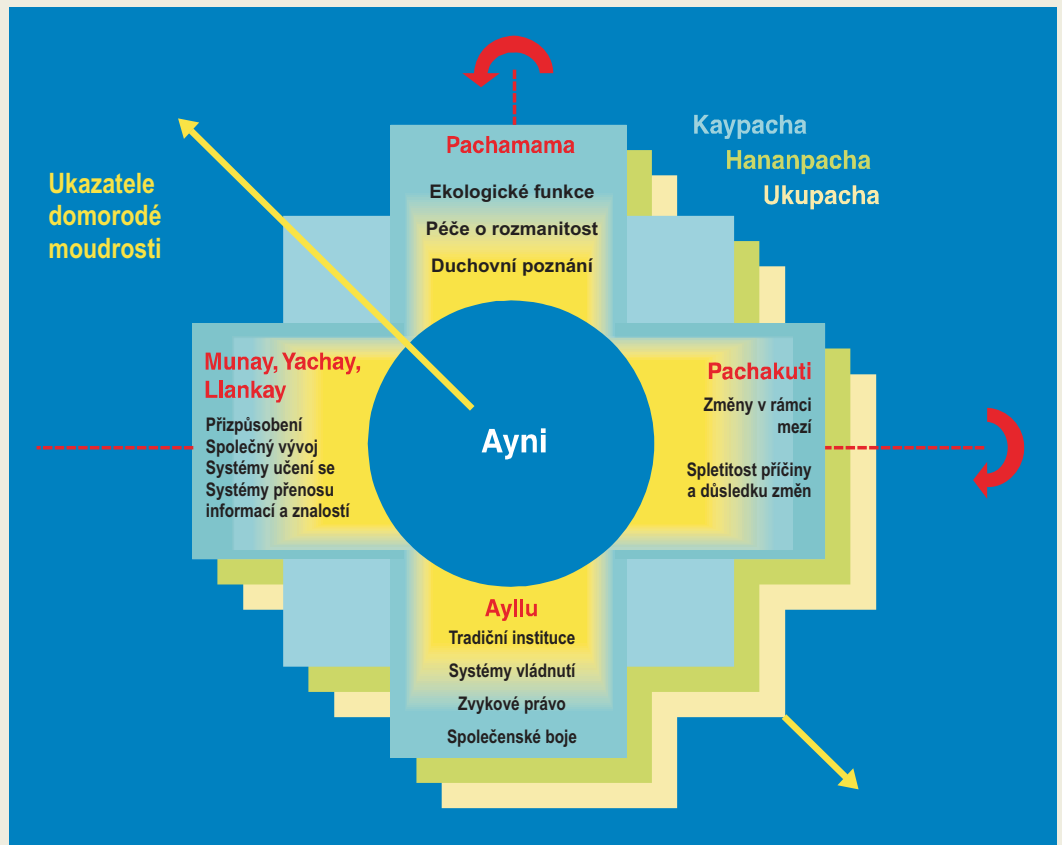 Kaypacha
Hananpacha
Ukupacha
Ukazatele
domorodé
moudrosti
Pachamama
Ekologické funkce
Péče o rozmanitost
Duchovní poznání
Munay, Yachay,
Llankay
Přizpůsobení
Společný vývoj
Systémy učení se
Systémy přenosu
informací a znalostí
Ayni
Pachakuti
Změny v rámci
mezí
Spletitost příčiny
a důsledku změn
Ayllu
Tradiční instituce
Systémy vládnutí
Zvykové právo
Společenské boje